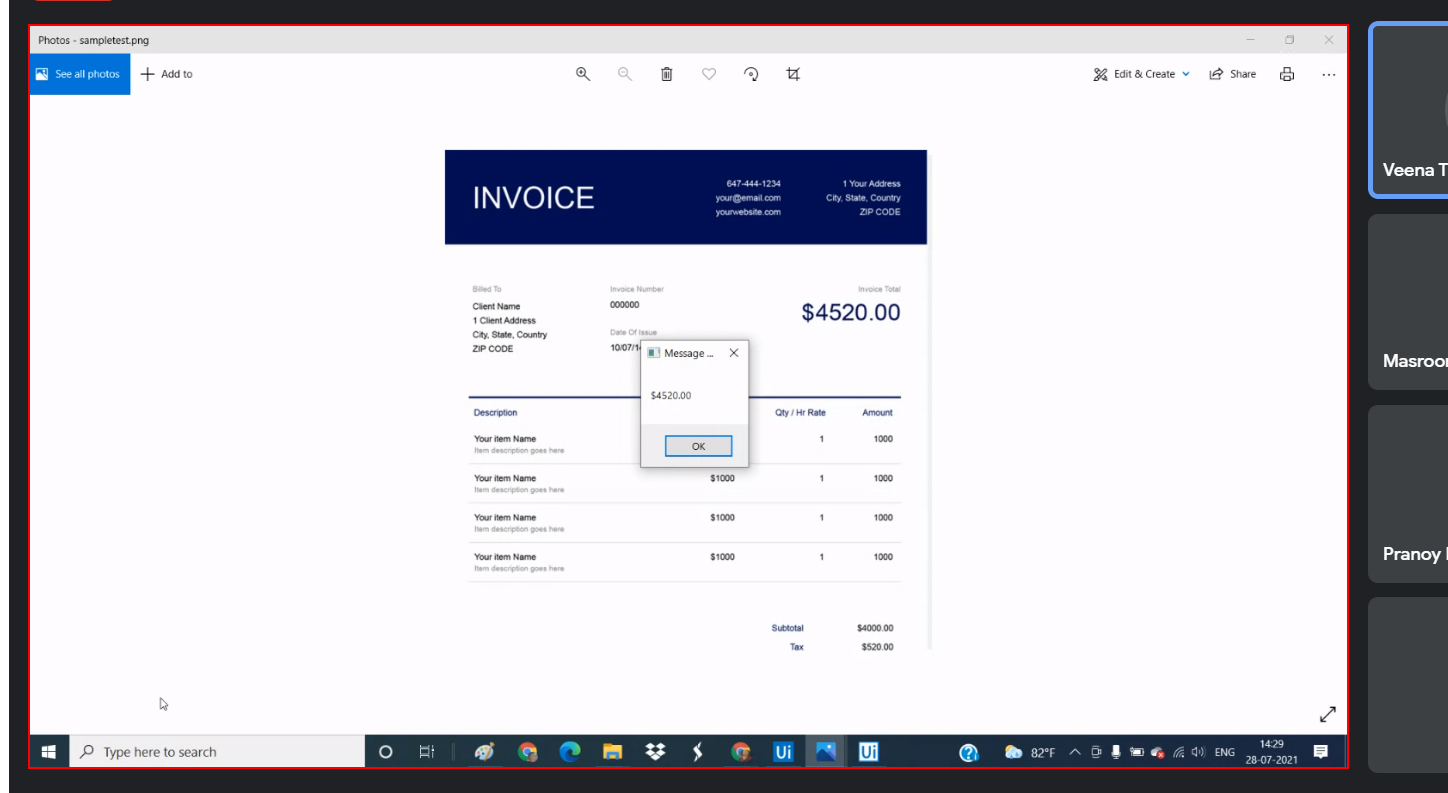 Photos - sampletest.png
See all photos
Add to
Edit & Create
Share
INVOICE
647-444-1234
your@email.com
yourwebsite.com
1 Your Address
City, State, Country
ZIP CODE
Billed To
Client Name
1 Client Address
City, State, Country
ZIP CODE
Invoice Number
000000
Date Of Issue
10/07/1
Invoice Total
$4520.00
Message ...
$4520.00
OK
Description Qty / Hr Rate Amount
Your item Name 1 1000
Item description goes here
Your item Name $1000 1 1000
Item description goes here
Your item Name $1000 1 1000
Item description goes here
Your item Name $1000 1 1000
Item description goes here
Subtotal $4000.00
Tax $520.00
Type here to search
Ui
Ui
82°F
ENG
14:29
28-07-2021
Veena T
Masroor
Pranoy